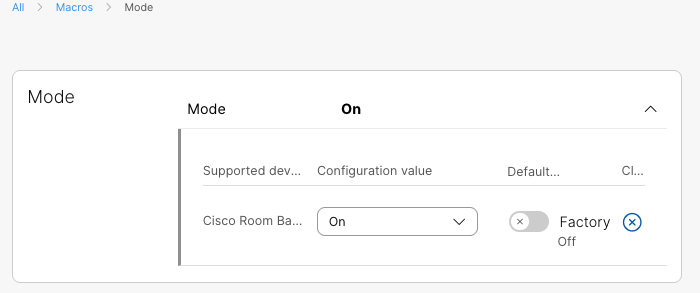 All > Macros > Mode
Mode
Mode On
Supported dev... Configuration value Default... Cl...
Cisco Room Ba... On Factory
Off